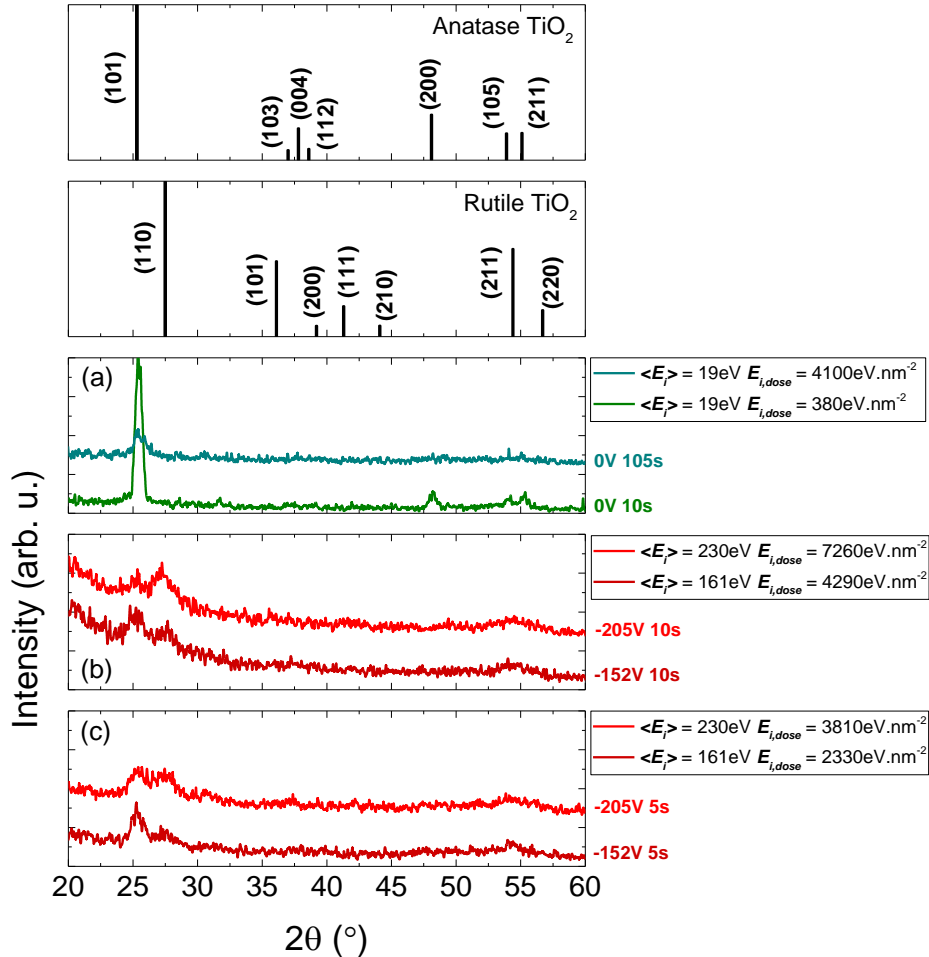 Anatase TiO2
(101)
(103)
(004)
(112)
(200)
(105)
(211)
Rutile TiO2
(110)
(101)
(200)
(111)
(210)
(211)
(220)
(a)
<Ei> = 19eV Ei,dose = 4100eV.nm-2
<Ei> = 19eV Ei,dose = 380eV.nm-2
0V 105s
0V 10s
<Ei> = 230eV Ei,dose = 7260eV.nm-2
<Ei> = 161eV Ei,dose = 4290eV.nm-2
-205V 10s
(b)
-152V 10s
(c)
<Ei> = 230eV Ei,dose = 3810eV.nm-2
<Ei> = 161eV Ei,dose = 2330eV.nm-2
-205V 5s
-152V 5s
Intensity (arb. u.)
20 25 30 35 40 45 50 55 60
2θ (°)